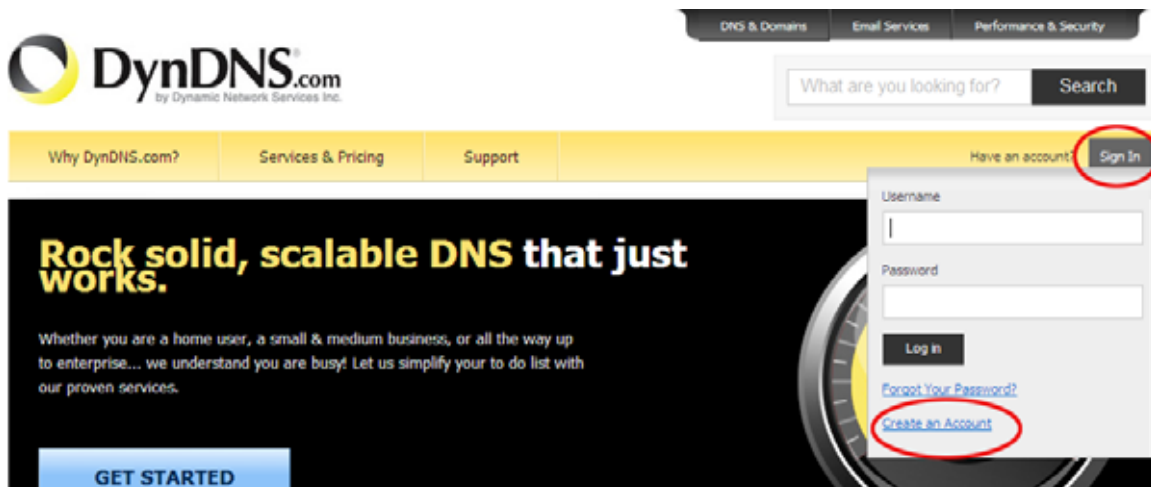 DNS & Domains Email Services Performance & Security
DynDNS.com
by Dynamic Network Services Inc.
What are you looking for? Search
Why DynDNS.com? Services & Pricing Support Have an account? Sign In
Username
Password
Log in
Forgot Your Password?
Create an Account
Rock solid, scalable DNS that just
works.
Whether you are a home user, a small & medium business, or all the way up
to enterprise... we understand you are busy! Let us simplify your to do list with
our proven services.
GET STARTED